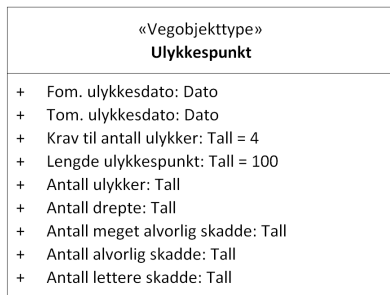 «Vegobjekttype»
Ulykkespunkt
+ Fom. ulykkesdato: Dato
+ Tom. ulykkesdato: Dato
+ Krav til antall ulykker: Tall = 4
+ Lengde ulykkespunkt: Tall = 100
+ Antall ulykker: Tall
+ Antall drepte: Tall
+ Antall meget alvorlig skadde: Tall
+ Antall alvorlig skadde: Tall
+ Antall lettere skadde: Tall